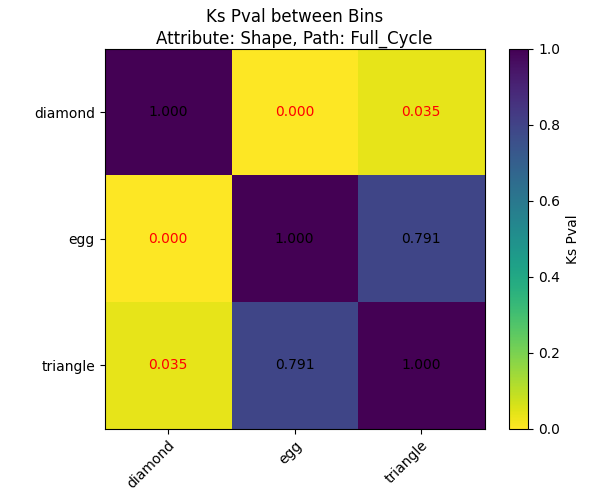 Ks Pval between Bins
Attribute: Shape, Path: Full_Cycle
diamond
1.000
0.000
0.035
egg
0.000
1.000
0.791
triangle
0.035
0.791
1.000
diamond
egg
triangle
1.0
0.8
0.6
0.4
0.2
0.0
Ks Pval